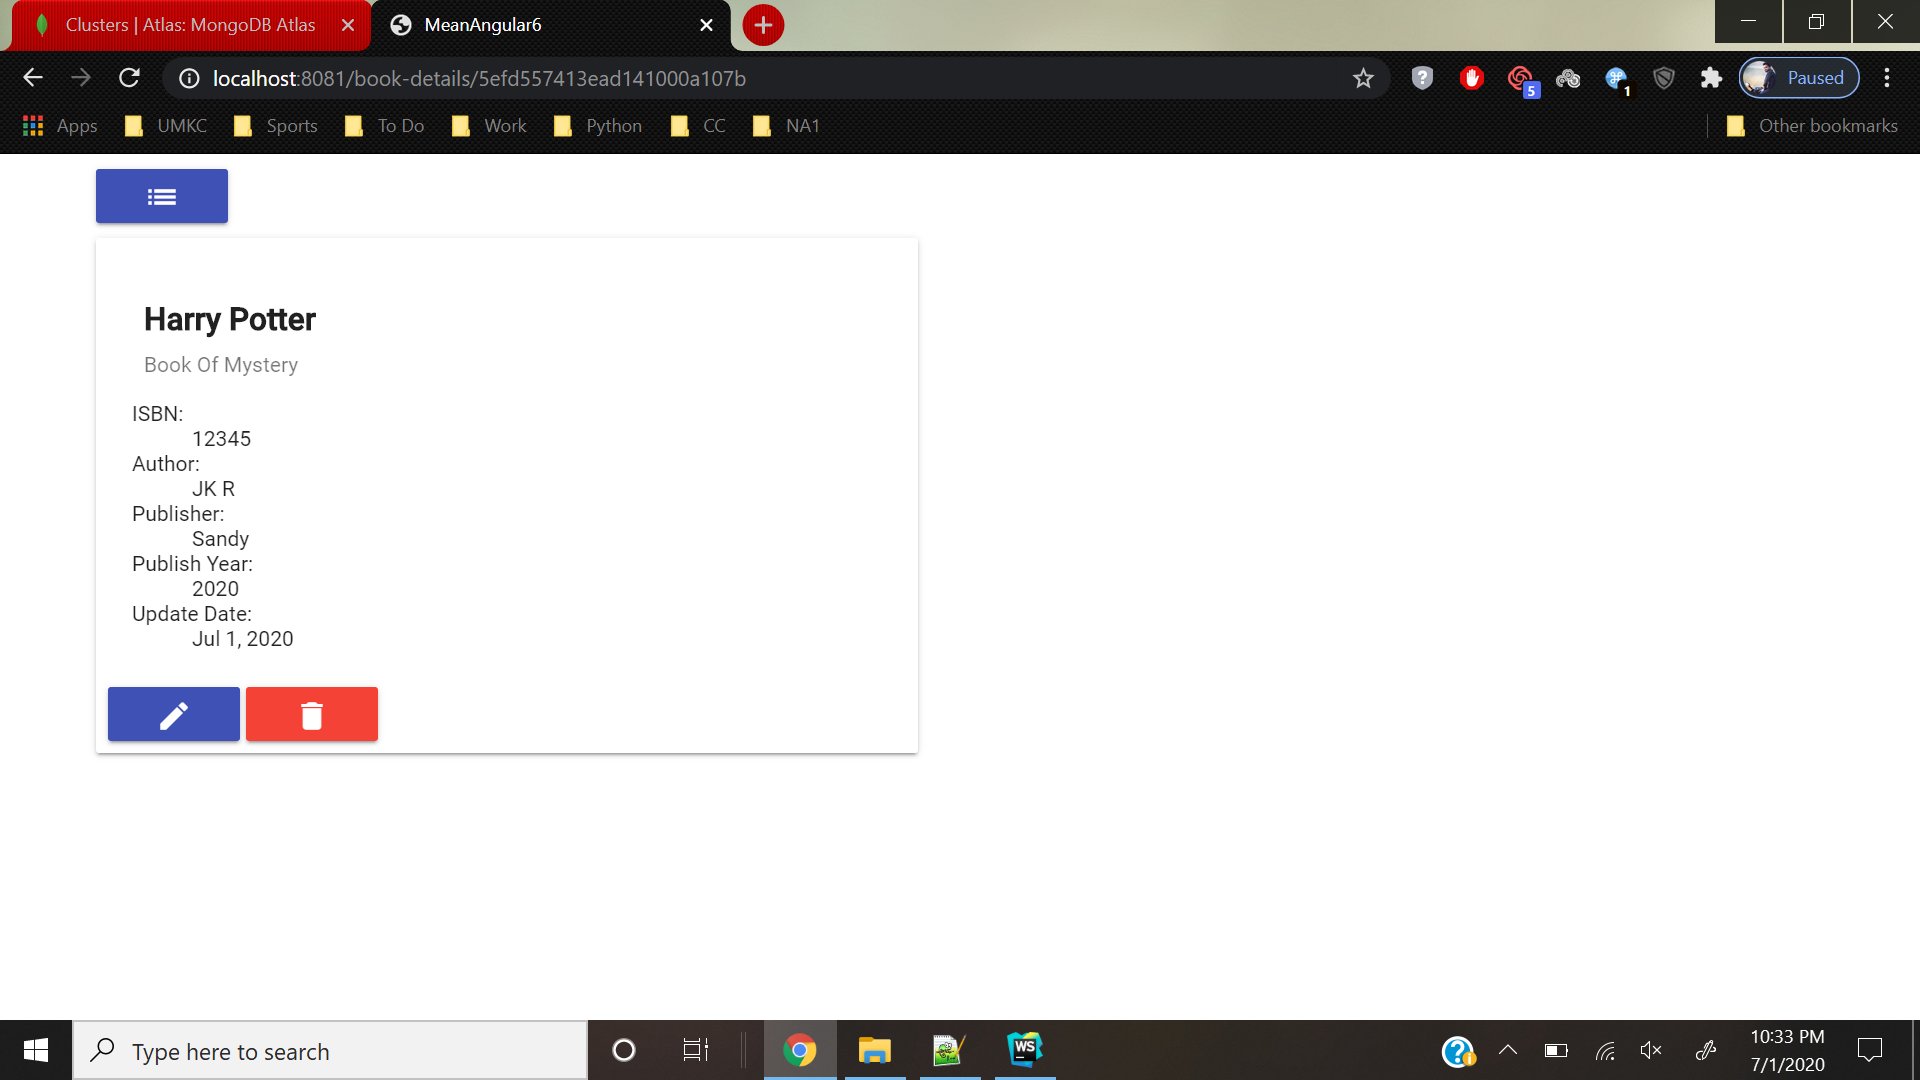 Clusters | Atlas: MongoDB Atlas
MeanAngular6
localhost:8081/book-details/5efd557413ead141000a107b
5
1
Paused
Apps
UMKC
Sports
To Do
Work
Python
CC
NA1
Other bookmarks
Harry Potter
Book Of Mystery
ISBN:
12345
Author:
JK R
Publisher:
Sandy
Publish Year:
2020
Update Date:
Jul 1, 2020
Type here to search
WS
10:33 PM
7/1/2020